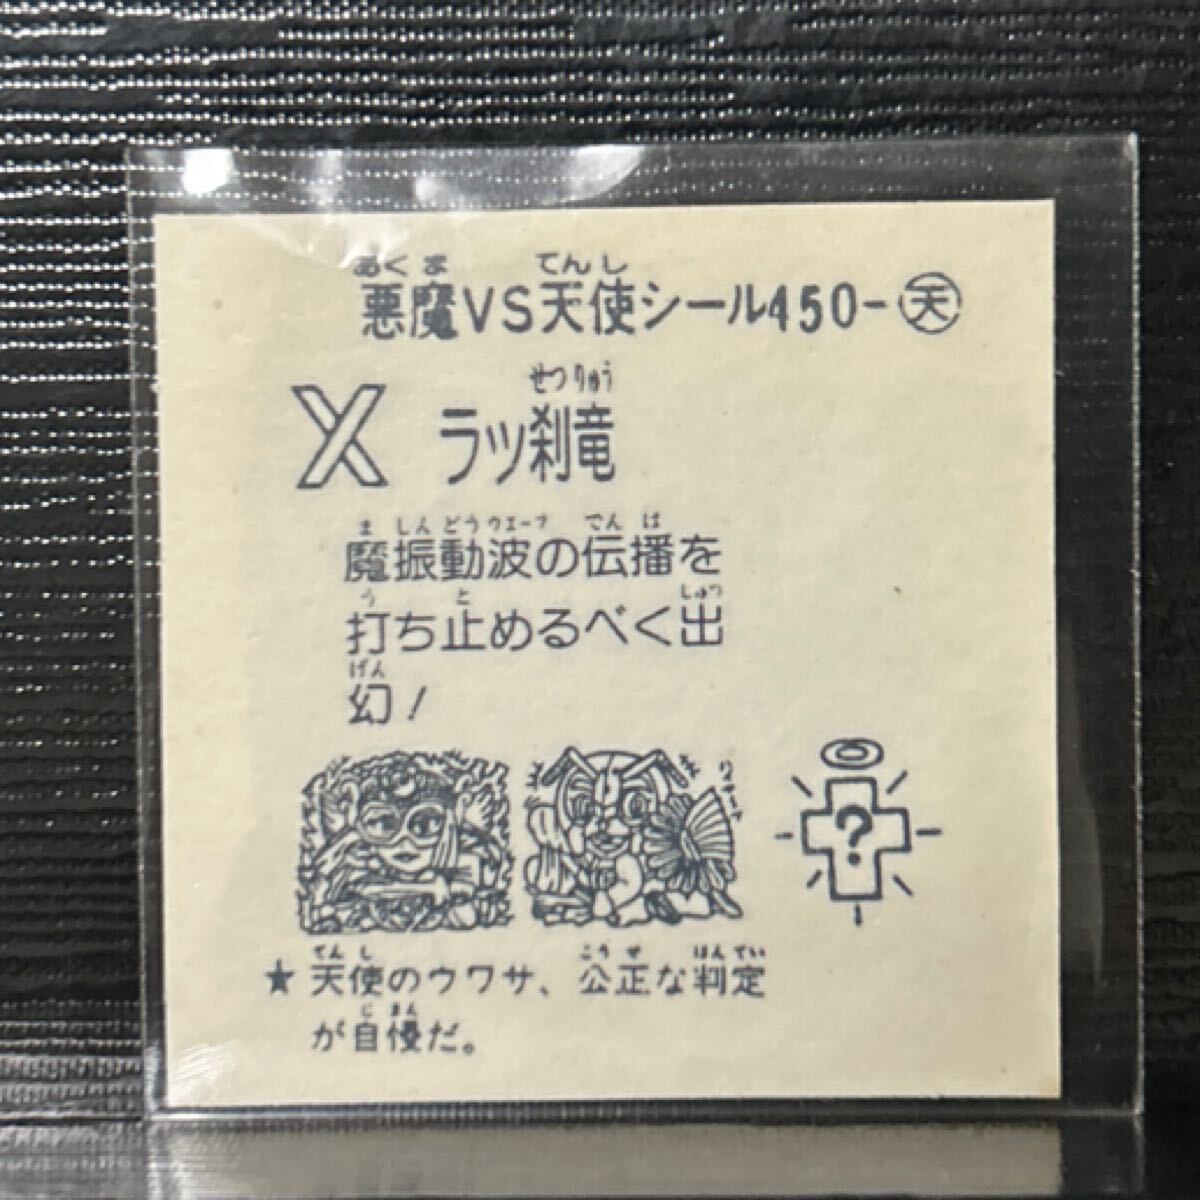 あくま てんし
悪魔VS天使シール450-天
せつりゅう
X ラツ刹竜
ま しんどうウエーブ でんぱ
魔振動波の伝播を
う と しゅつ
打ち止めるべく出
げん
幻!
?
てんし こうせい はんてい
★天使のウワサ、公正な判定
じまん
が自慢だ。